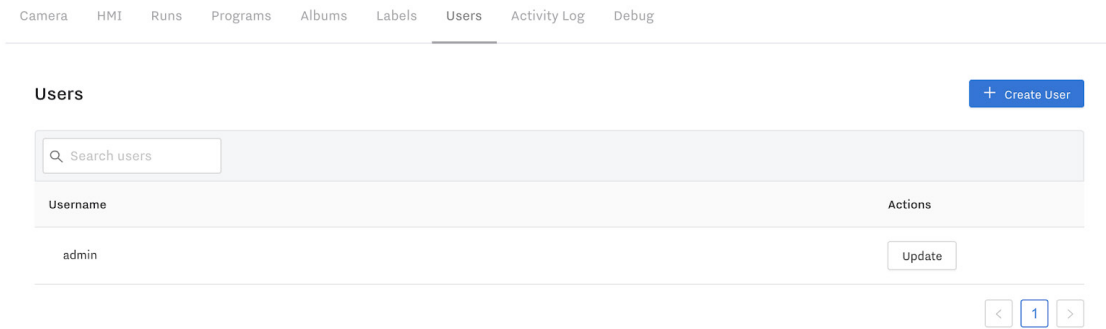 Camera HMI Runs Programs Albums Labels Users Activity Log Debug
Users
+ Create User
Search users
Username Actions
admin Update
< 1 >